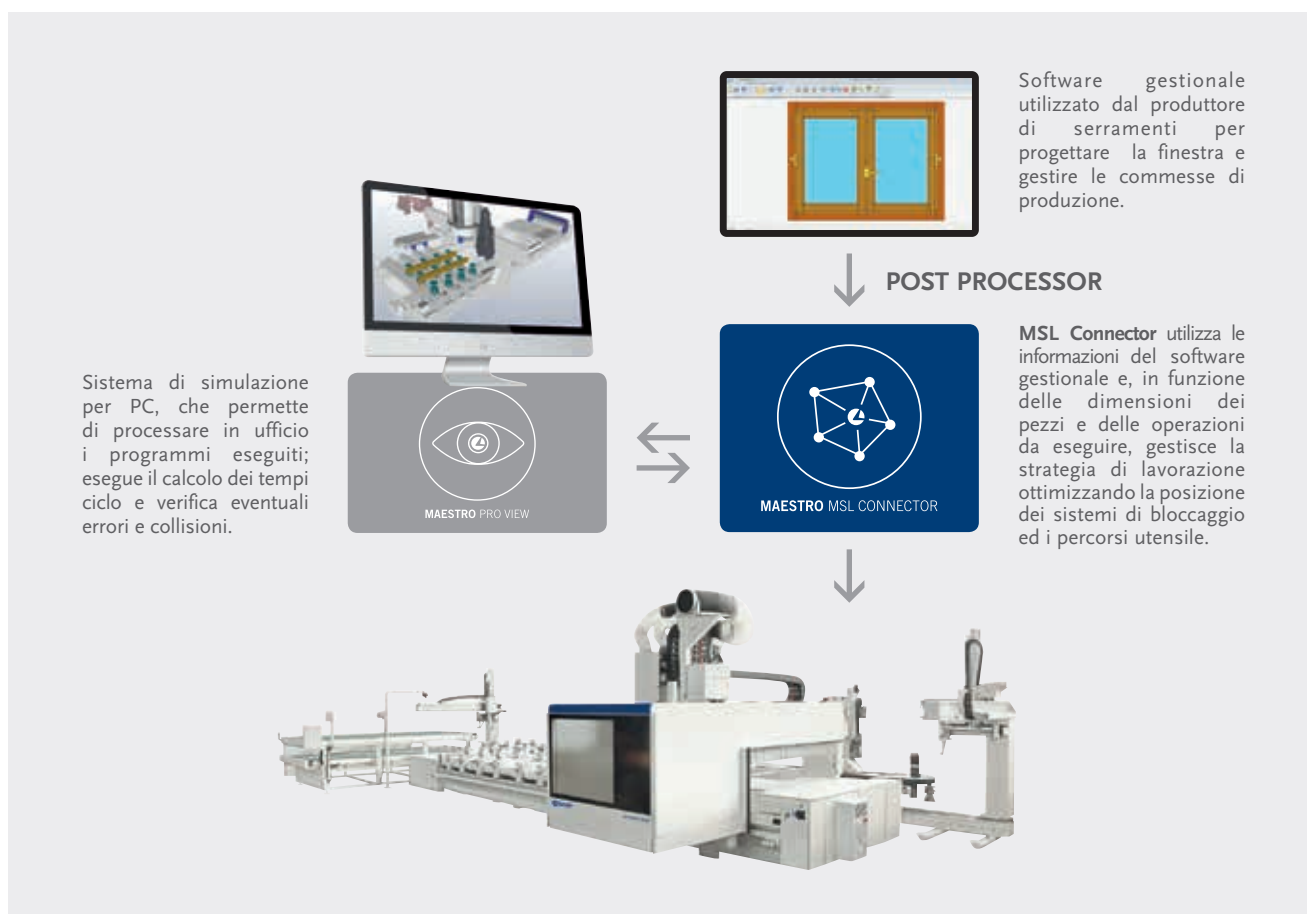 Software gestionale
utilizzato dal produttore
di serramenti per
progettare la finestra e
gestire le commesse di
produzione.
POST PROCESSOR
MSL Connector utilizza le
informazioni del software
gestionale e, in funzione
delle dimensioni dei
pezzi e delle operazioni
da eseguire, gestisce la
strategia di lavorazione
ottimizzando la posizione
dei sistemi di bloccaggio
ed i percorsi utensile.
Sistema di simulazione
per PC, che permette
di processare in ufficio
i programmi eseguiti;
esegue il calcolo dei tempi
ciclo e verifica eventuali
errori e collisioni.
MAESTRO PRO VIEW
MAESTRO MSL CONNECTOR